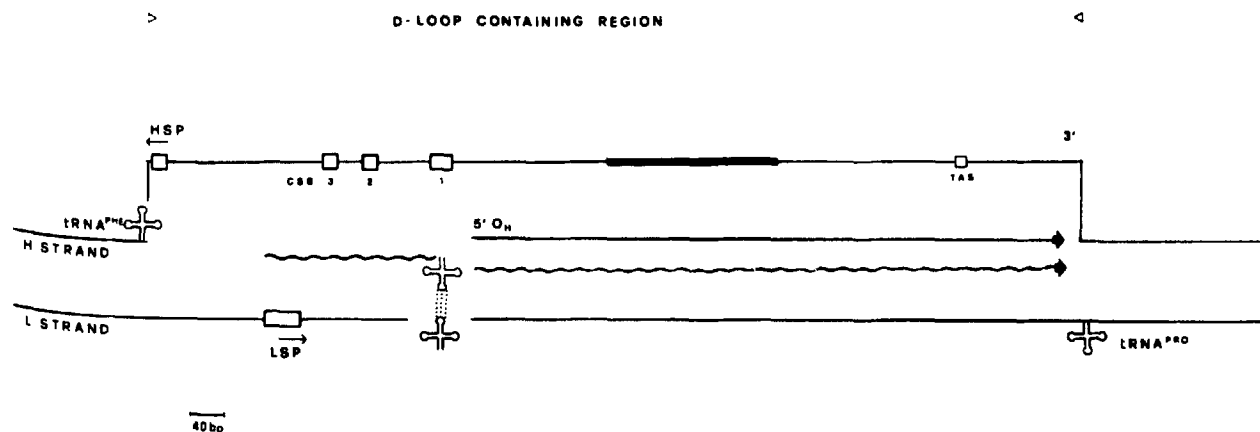 > D-LOOP CONTAINING REGION <
HSP
3'
CSB 3 2 1
TAS
tRNA^PHE
5' O_H
H STRAND
L STRAND
LSP
tRNA^PRO
40 bp